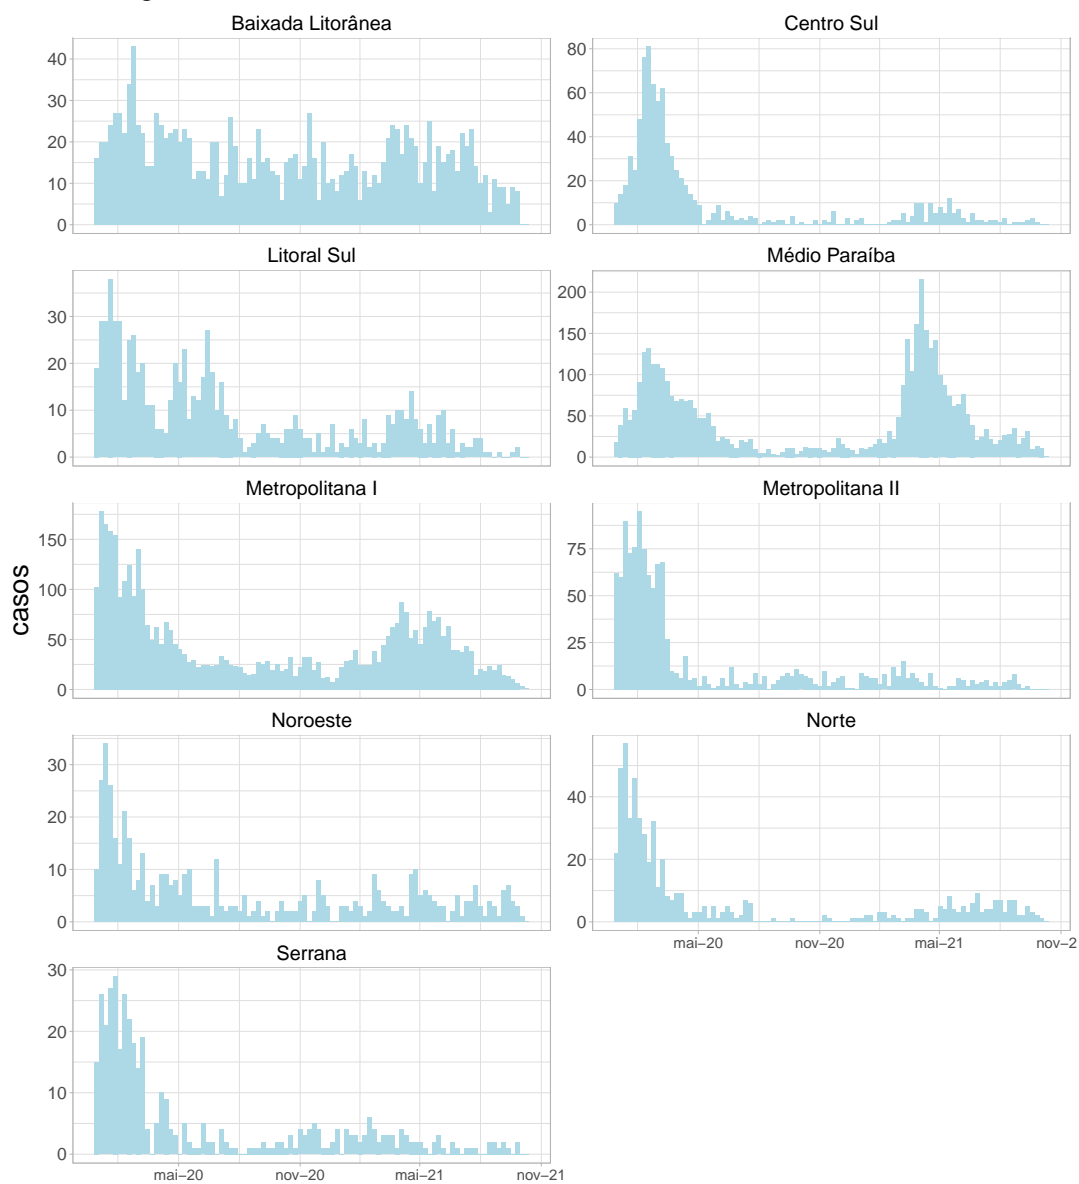 Baixada Litorânea
Centro Sul
40
30
20
10
0
80
60
40
20
0
Litoral Sul
Médio Paraíba
30
20
10
0
200
150
100
50
0
Metropolitana I
Metropolitana II
150
100
50
0
75
50
25
0
casos
Noroeste
Norte
30
20
10
0
40
20
0
mai–20
nov–20
mai–21
nov–2
Serrana
30
20
10
0
mai–20
nov–20
mai–21
nov–21